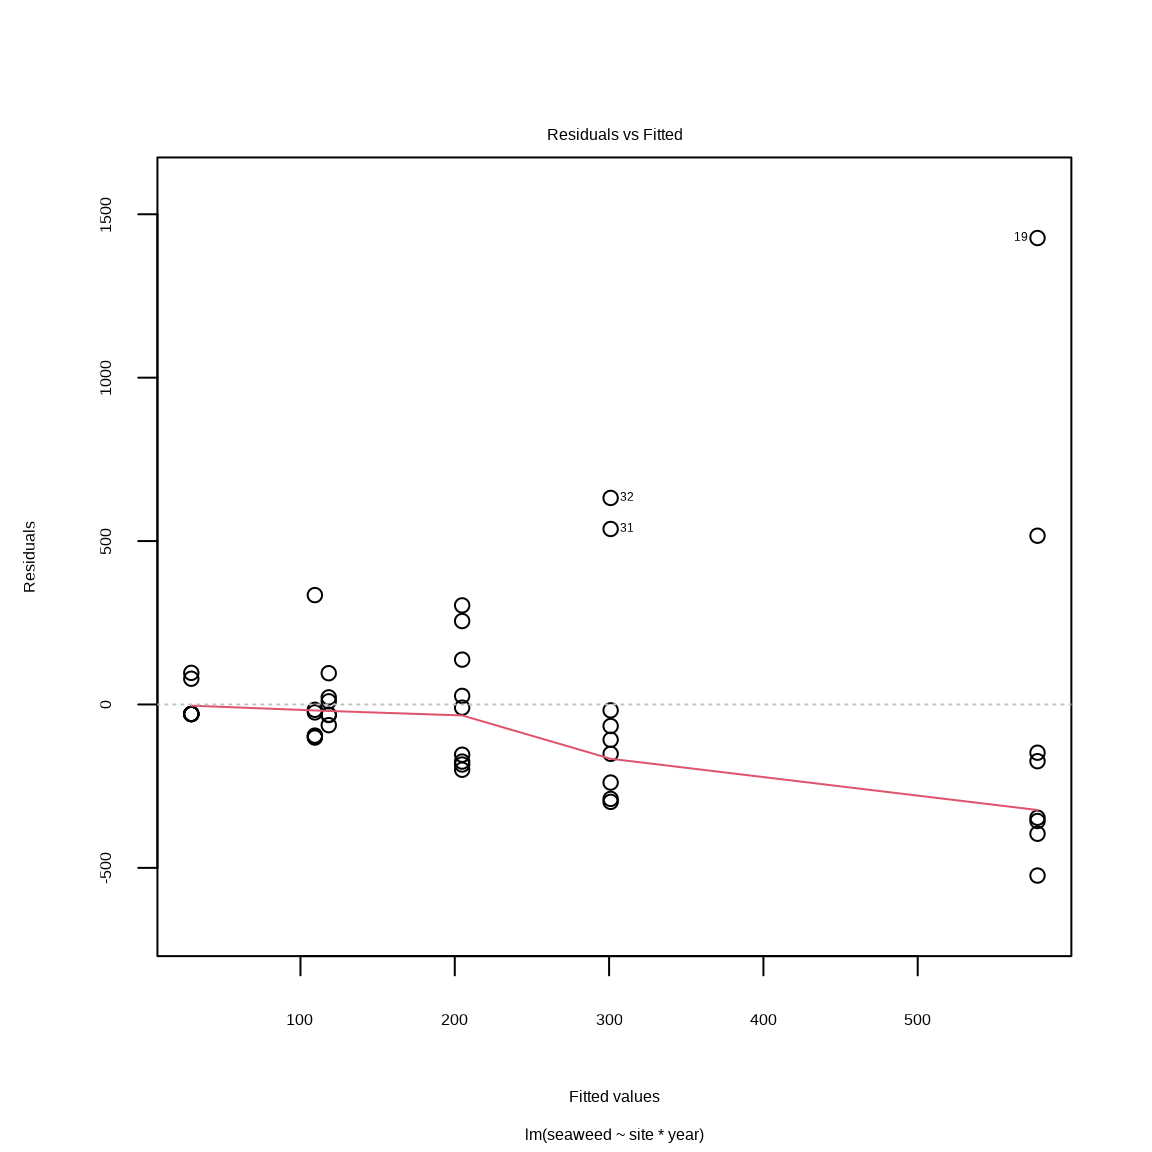 Residuals vs Fitted
1500
1000
500
0
-500
Residuals
19
32
31
100 200 300 400 500
Fitted values
lm(seaweed ~ site * year)